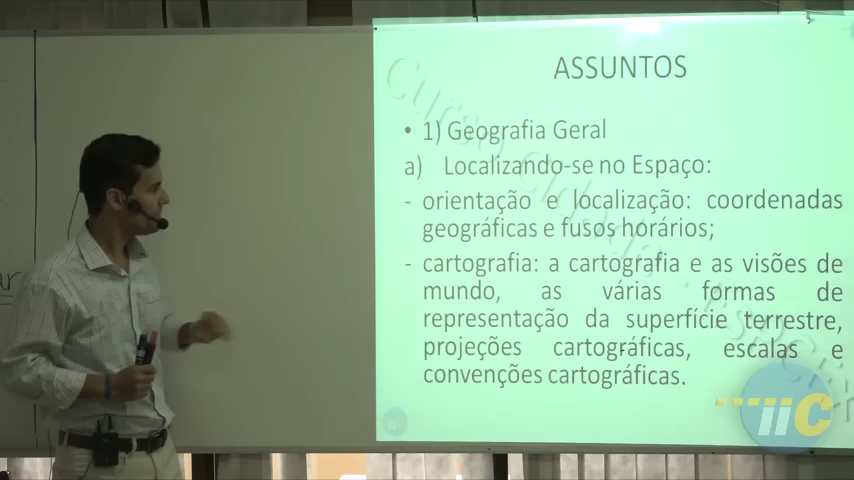 ASSUNTOS
• 1) Geografia Geral
a) Localizando-se no Espaço:
- orientação e localização: coordenadas
geográficas e fusos horários;
- cartografia: a cartografia e as visões de
mundo, as várias formas de
representação da superfície terrestre,
projeções cartográficas, escalas e
convenções cartográficas.
iiC